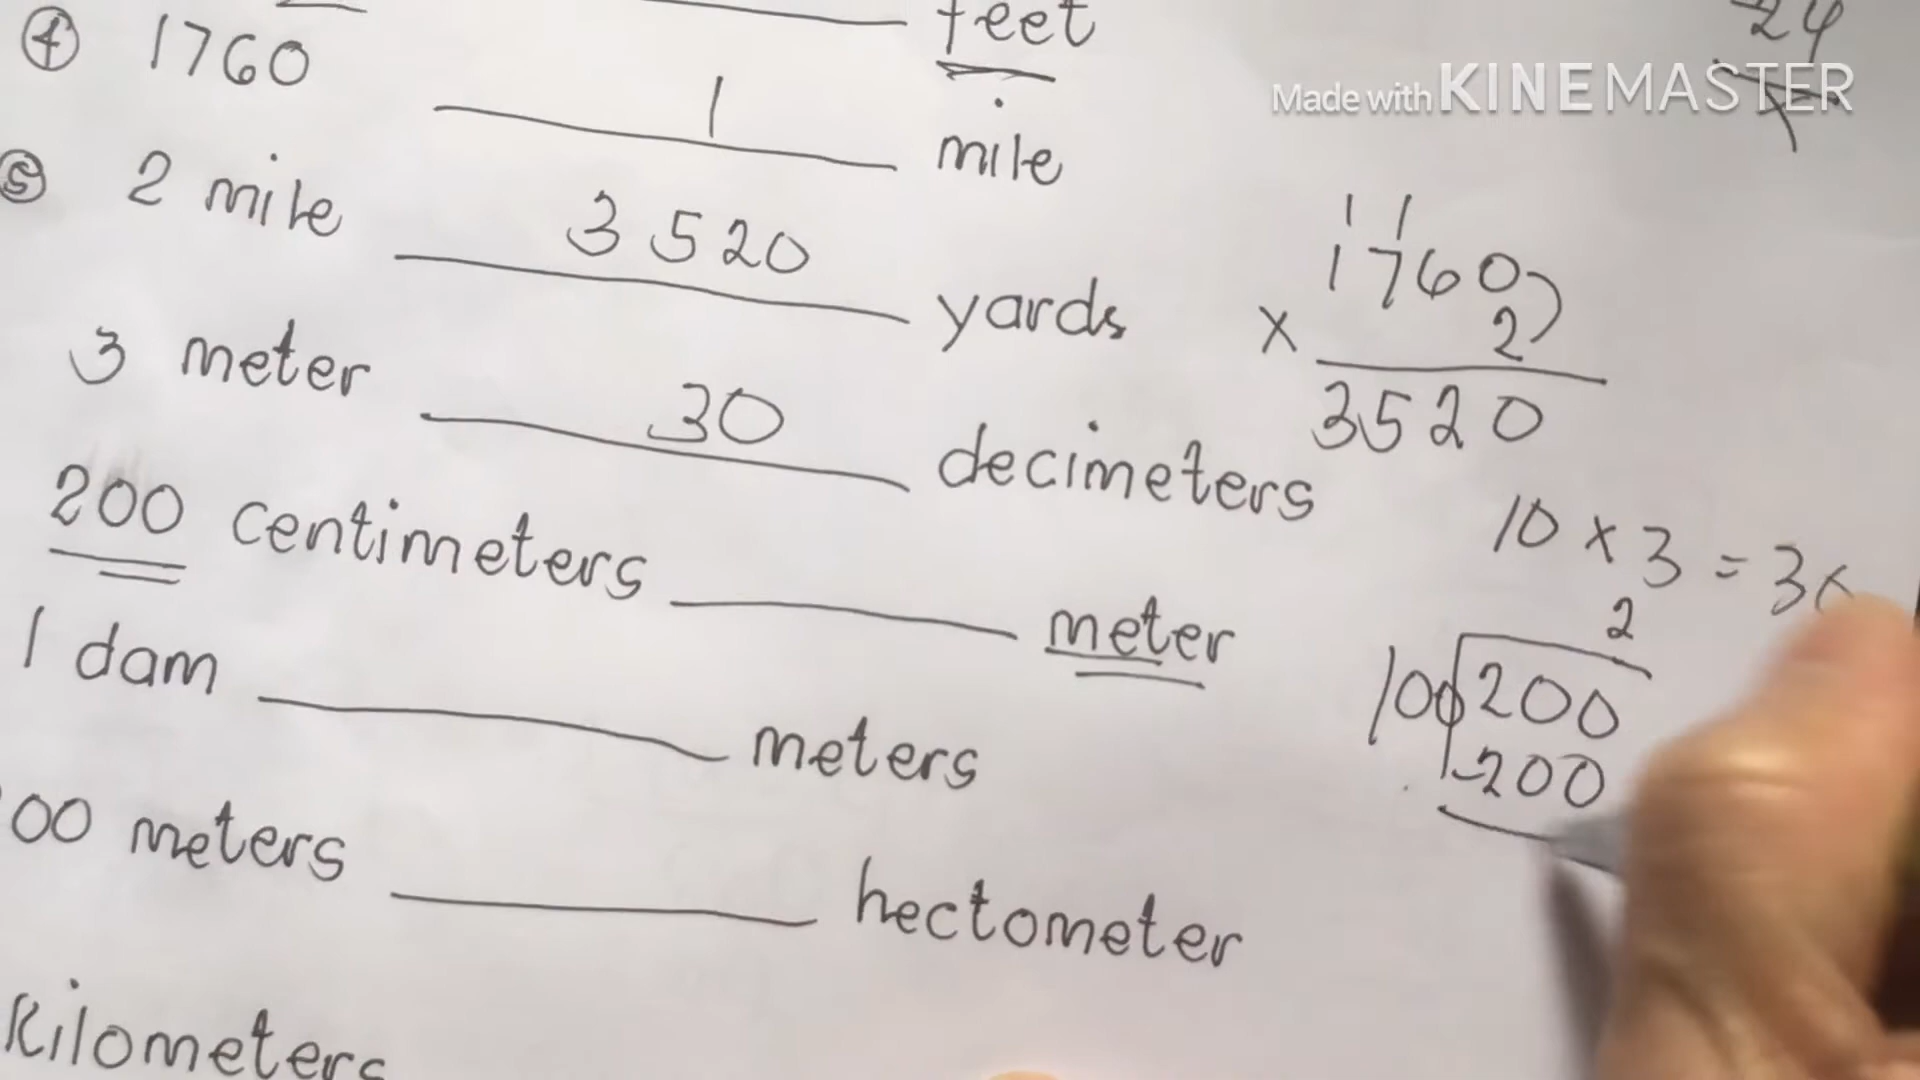 feet
④ 1760 1 mile
⑤ 2 mile 3520 yards
3 meter 30 decimeters
200 centimeters meter
1 dam meters
00 meters hectometer
Kilometers
24
Made with KINEMASTER
1 1
1760
x 2
3520
10 x 3 = 30
2
100 200
-200